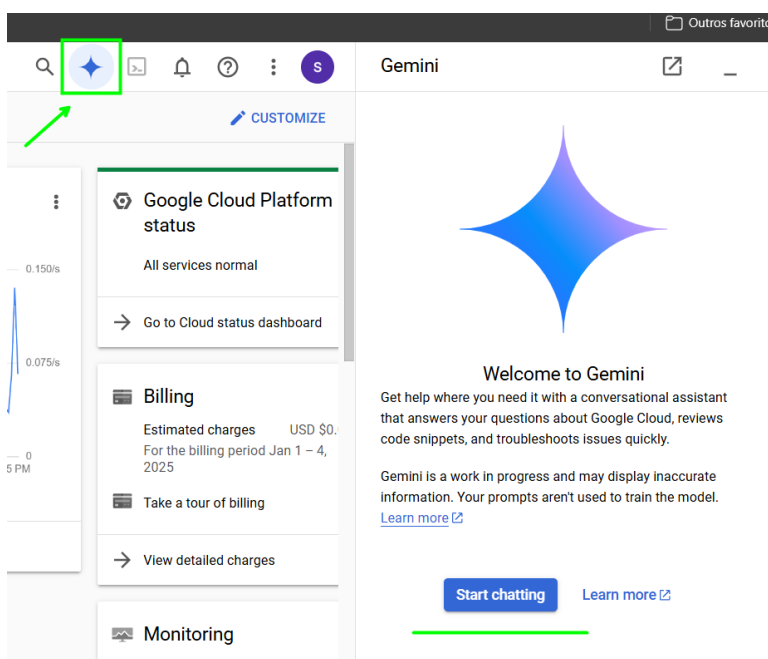 Outros favorito
S
Gemini
CUSTOMIZE
0.150/s
0.075/s
0
5 PM
Google Cloud Platform
status
All services normal
Go to Cloud status dashboard
Billing
Estimated charges USD $0.
For the billing period Jan 1 – 4,
2025
Take a tour of billing
View detailed charges
Monitoring
Welcome to Gemini
Get help where you need it with a conversational assistant
that answers your questions about Google Cloud, reviews
code snippets, and troubleshoots issues quickly.
Gemini is a work in progress and may display inaccurate
information. Your prompts aren't used to train the model.
Learn more
Start chatting
Learn more